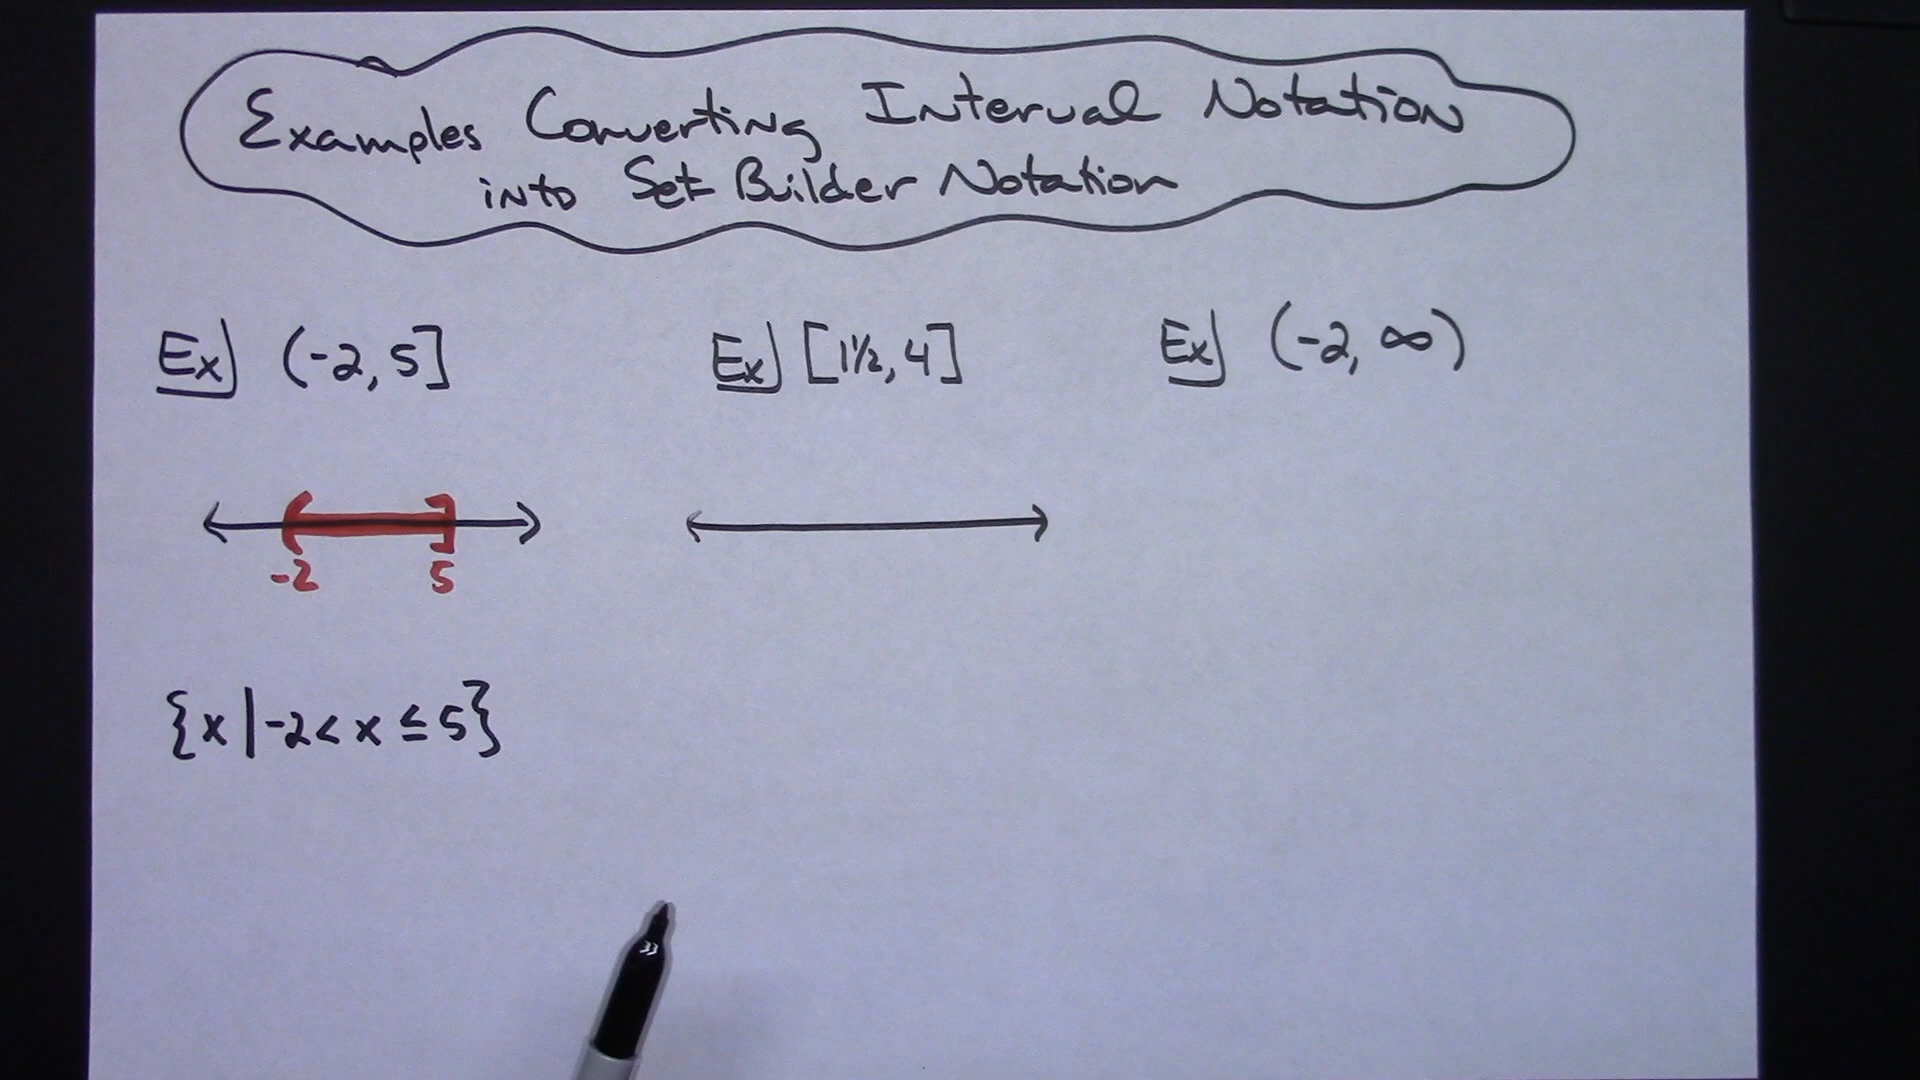 Examples Converting Interval Notation
into Set Builder Notation
Ex] (-2, 5]
Ex] [1½, 4]
Ex] (-2, ∞)
-2 5
{x | -2 < x ≤ 5}